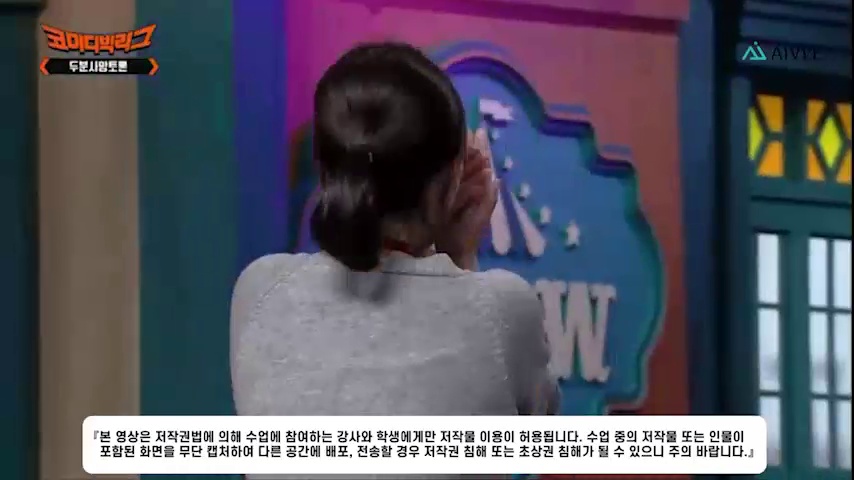 코미디빅리그
두분사망토론
AIVLE
W
『본 영상은 저작권법에 의해 수업에 참여하는 강사와 학생에게만 저작물 이용이 허용됩니다. 수업 중의 저작물 또는 인물이
포함된 화면을 무단 캡처하여 다른 공간에 배포, 전송할 경우 저작권 침해 또는 초상권 침해가 될 수 있으니 주의 바랍니다.』